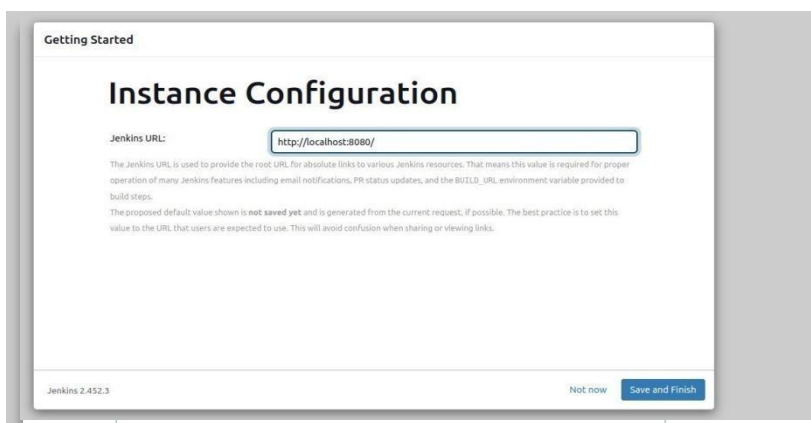 Getting Started
Instance Configuration
Jenkins URL:
http://localhost:8080/
The Jenkins URL is used to provide the root URL for absolute links to various Jenkins resources. That means this value is required for proper
operation of many Jenkins features including email notifications, PR status updates, and the BUILD_URL environment variable provided to
build steps.
The proposed default value shown is not saved yet and is generated from the current request, if possible. The best practice is to set this
value to the URL that users are expected to use. This will avoid confusion when sharing or viewing links.
Jenkins 2.452.3
Not now
Save and Finish